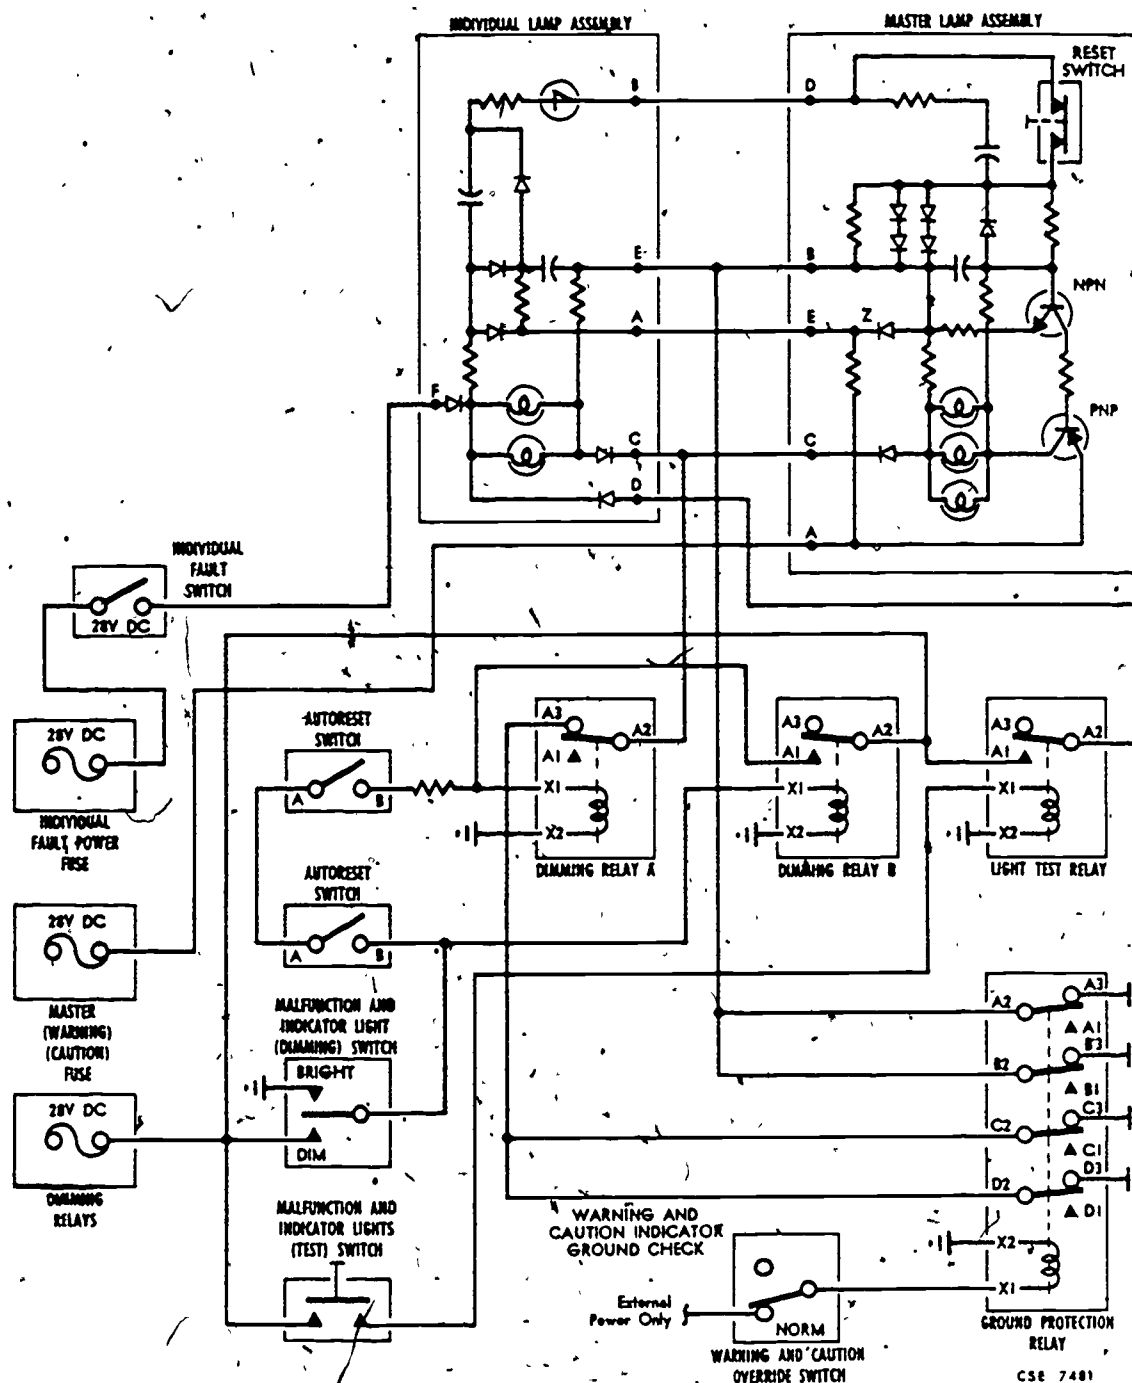 INDIVIDUAL LAMP ASSEMBLY
MASTER LAMP ASSEMBLY
RESET
SWITCH
B
D
E
B
NPN
A
E
Z
F
PNP
C
C
D
A
INDIVIDUAL
FAULT
SWITCH
28V DC
28V DC
INDIVIDUAL
FAULT POWER
FUSE
AUTORESET
SWITCH
A
B
A3
A2
A1
X1
X2
DIMMING RELAY A
A3
A2
A1
X1
X2
DIMMING RELAY B
A3
A2
A1
X1
X2
LIGHT TEST RELAY
AUTORESET
SWITCH
A
B
28V DC
MASTER
(WARNING)
(CAUTION)
FUSE
MALFUNCTION AND
INDICATOR LIGHT
(DIMMING) SWITCH
BRIGHT
DIM
28V DC
DIMMING
RELAYS
MALFUNCTION AND
INDICATOR LIGHTS
(TEST) SWITCH
A2
A3
A1
B3
B2
B1
C3
C2
C1
D3
D2
D1
X2
X1
GROUND PROTECTION
RELAY
WARNING AND
CAUTION INDICATOR
GROUND CHECK
External
Power Only
NORM
WARNING AND CAUTION
OVERRIDE SWITCH
CSE 7481